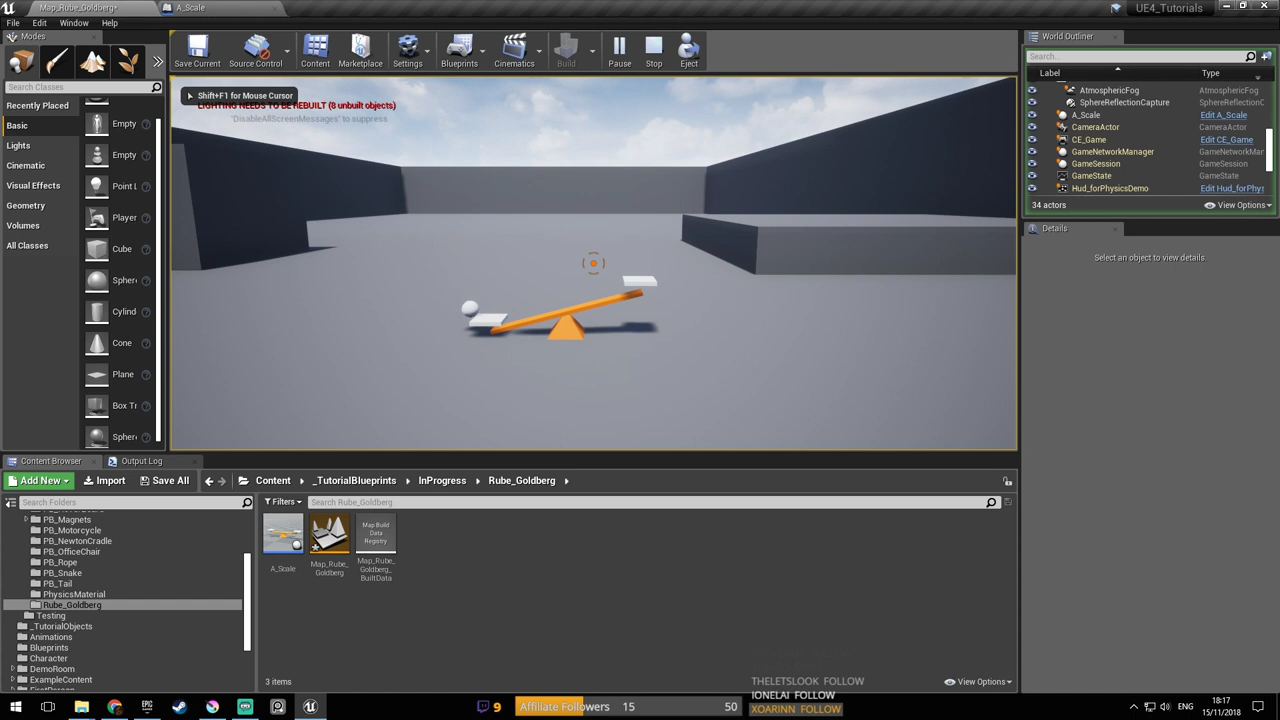 Map_Rube_Goldberg*
A_Scale
UE4_Tutorials
File Edit Window Help
Modes
Search Classes
Recently Placed
Basic
Lights
Cinematic
Visual Effects
Geometry
Volumes
All Classes
Empty
Empty
Point L
Player
Cube
Spher
Cylind
Cone
Plane
Box Tr
Spher
Save Current
Source Control
Content
Marketplace
Settings
Blueprints
Cinematics
Build
Pause
Stop
Eject
Shift+F1 for Mouse Cursor
LIGHTING NEEDS TO BE REBUILT (8 unbuilt objects)
'DisableAllScreenMessages' to suppress
World Outliner
Search...
Label Type
AtmosphericFog AtmosphericFog
SphereReflectionCapture SphereReflectionC
A_Scale Edit A_Scale
CameraActor CameraActor
CE_Game Edit CE_Game
GameNetworkManager GameNetworkMan
GameSession GameSession
GameState GameState
Hud_forPhysicsDemo Edit Hud_forPhys
34 actors
View Options
Details
Select an object to view details.
Content Browser
Output Log
Add New
Import
Save All
Content
_TutorialBlueprints
InProgress
Rube_Goldberg
Search Folders
Filters
Search Rube_Goldberg
PB_Magnets
PB_Motorcycle
PB_NewtonCradle
PB_OfficeChair
PB_Rope
PB_Snake
PB_Tail
PhysicsMaterial
Rube_Goldberg
Testing
_TutorialObjects
Animations
Blueprints
Character
DemoRoom
ExampleContent
FirstPerson
A_Scale
Map_Rube_
Goldberg
Map Build
Data
Registry
Map_Rube_
Goldberg_
BuiltData
3 items
View Options
THELETSLOOK FOLLOW
IONELAI FOLLOW
XOARINN FOLLOW
9
Affiliate Followers 15 50
ENG
18:17
15/11/2018